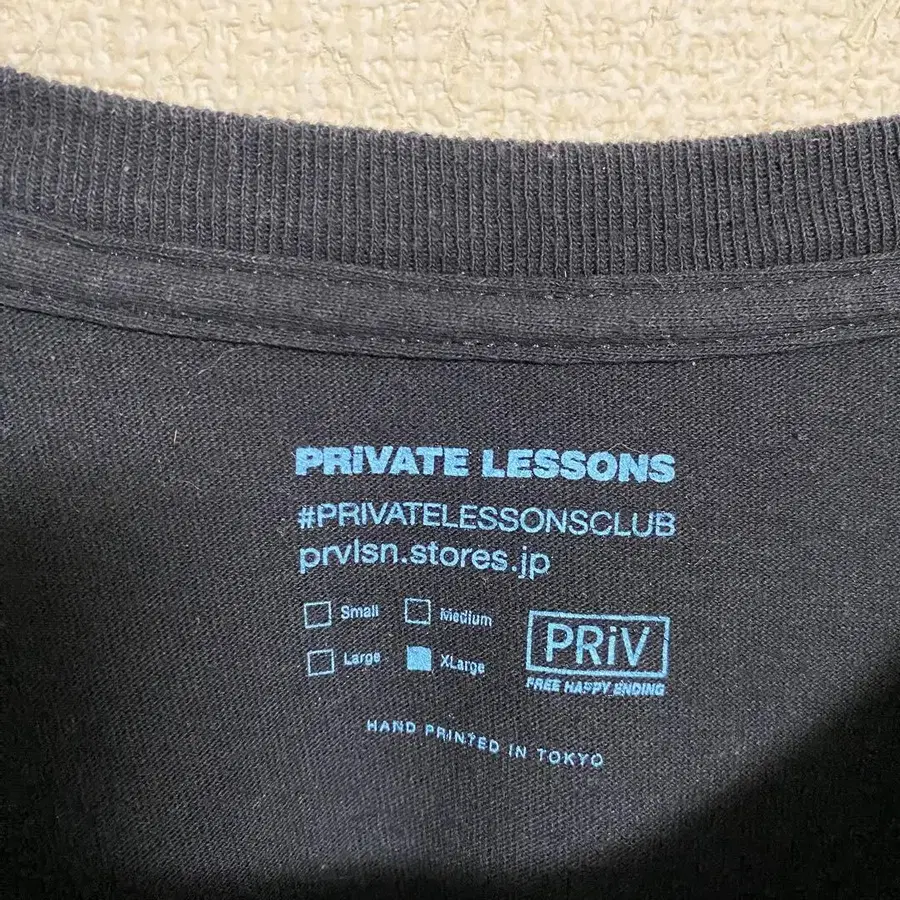 PRiVATE LESSONS
#PRIVATELESSONSCLUB
prvlsn.stores.jp
Small Medium
Large XLarge
PRiV
FREE HAPPY ENDING
HAND PRINTED IN TOKYO